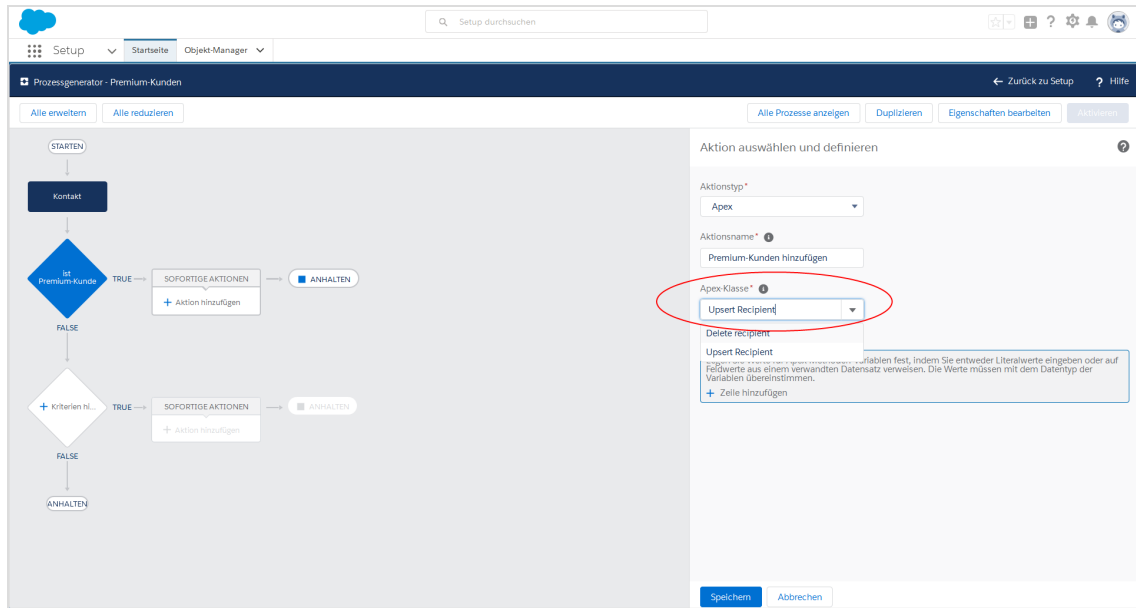 Setup durchsuchen
Setup
Startseite
Objekt-Manager
Prozessgenerator - Premium-Kunden
Zurück zu Setup
? Hilfe
Alle erweitern
Alle reduzieren
Alle Prozesse anzeigen
Duplizieren
Eigenschaften bearbeiten
Aktivieren
STARTEN
Kontakt
ist
Premium-Kunde
TRUE
SOFORTIGE AKTIONEN
+ Aktion hinzufügen
ANHALTEN
FALSE
+ Kriterien hi...
TRUE
SOFORTIGE AKTIONEN
+ Aktion hinzufügen
ANHALTEN
FALSE
ANHALTEN
Aktion auswählen und definieren
Aktionstyp*
Apex
Aktionsname*
Premium-Kunden hinzufügen
Apex-Klasse*
Upsert Recipient
Delete recipient
Upsert Recipient
fest, indem Sie entweder Literalwerte eingeben oder auf
Feldwerte aus einem verwandten Datensatz verweisen. Die Werte müssen mit dem Datentyp der
Variablen übereinstimmen.
+ Zeile hinzufügen
Speichern
Abbrechen